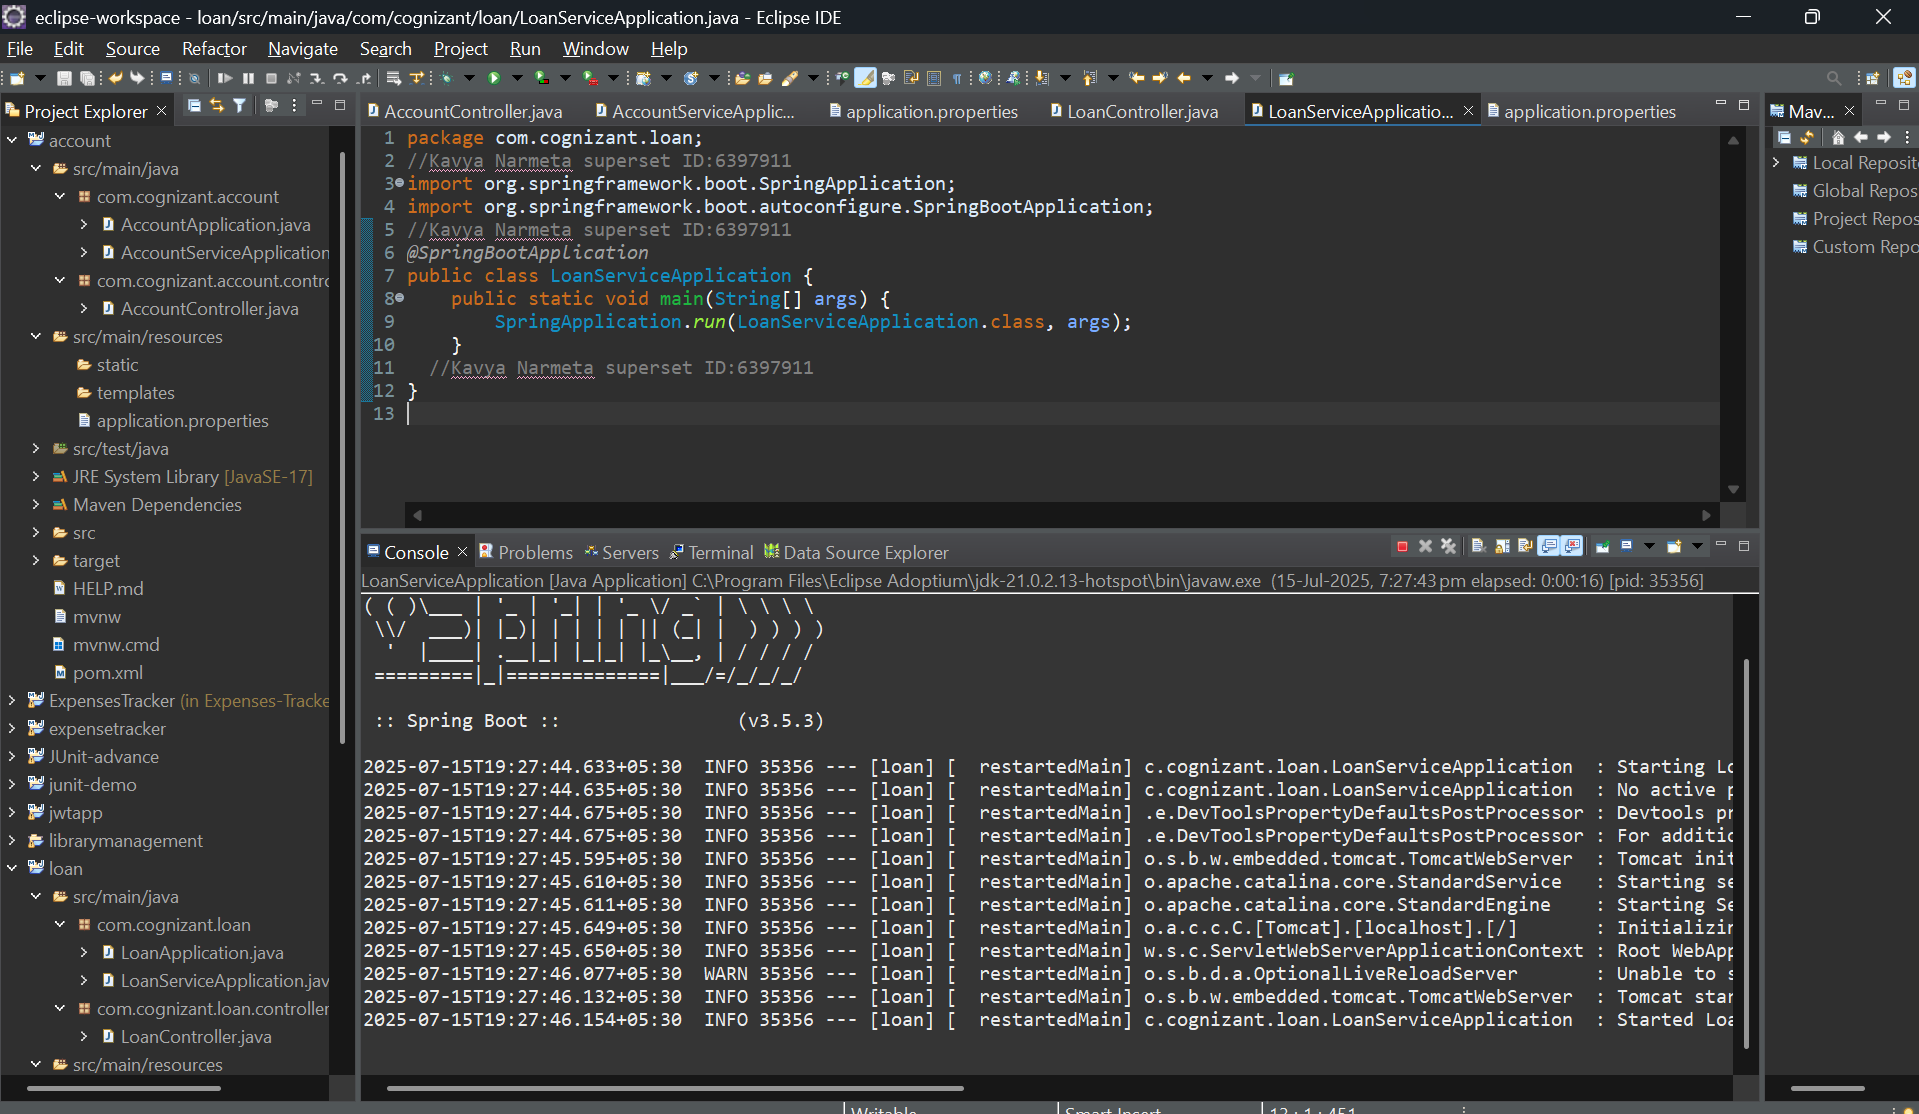 eclipse-workspace - loan/src/main/java/com/cognizant/loan/LoanServiceApplication.java - Eclipse IDE
File Edit Source Refactor Navigate Search Project Run Window Help
Project Explorer
account
src/main/java
com.cognizant.account
AccountApplication.java
AccountServiceApplication
com.cognizant.account.contro
AccountController.java
src/main/resources
static
templates
application.properties
src/test/java
JRE System Library [JavaSE-17]
Maven Dependencies
src
target
HELP.md
mvnw
mvnw.cmd
pom.xml
ExpensesTracker (in Expenses-Tracke
expensetracker
JUnit-advance
junit-demo
jwtapp
librarymanagement
loan
src/main/java
com.cognizant.loan
LoanApplication.java
LoanServiceApplication.jav
com.cognizant.loan.controller
LoanController.java
src/main/resources
AccountController.java AccountServiceApplic... application.properties LoanController.java LoanServiceApplicatio... application.properties
1 package com.cognizant.loan;
2 //Kavya Narmeta superset ID:6397911
3 import org.springframework.boot.SpringApplication;
4 import org.springframework.boot.autoconfigure.SpringBootApplication;
5 //Kavya Narmeta superset ID:6397911
6 @SpringBootApplication
7 public class LoanServiceApplication {
8 public static void main(String[] args) {
9 SpringApplication.run(LoanServiceApplication.class, args);
10 }
11 //Kavya Narmeta superset ID:6397911
12 }
13
Console Problems Servers Terminal Data Source Explorer
LoanServiceApplication [Java Application] C:\Program Files\Eclipse Adoptium\jdk-21.0.2.13-hotspot\bin\javaw.exe (15-Jul-2025, 7:27:43 pm elapsed: 0:00:16) [pid: 35356]
( ( )\___ | '_ | '_| | '_ \/ _` | \ \ \ \
\\/  ___)| |_)| | | | | || (_| |  ) ) ) )
'  |____| .__|_| |_|_| |_\__, | / / / /
=========|_|==============|___/=/_/_/_/
:: Spring Boot :: (v3.5.3)
2025-07-15T19:27:44.633+05:30 INFO 35356 --- [loan] [ restartedMain] c.cognizant.loan.LoanServiceApplication : Starting Lo
2025-07-15T19:27:44.635+05:30 INFO 35356 --- [loan] [ restartedMain] c.cognizant.loan.LoanServiceApplication : No active p
2025-07-15T19:27:44.675+05:30 INFO 35356 --- [loan] [ restartedMain] .e.DevToolsPropertyDefaultsPostProcessor : Devtools pr
2025-07-15T19:27:44.675+05:30 INFO 35356 --- [loan] [ restartedMain] .e.DevToolsPropertyDefaultsPostProcessor : For additio
2025-07-15T19:27:45.595+05:30 INFO 35356 --- [loan] [ restartedMain] o.s.b.w.embedded.tomcat.TomcatWebServer : Tomcat init
2025-07-15T19:27:45.610+05:30 INFO 35356 --- [loan] [ restartedMain] o.apache.catalina.core.StandardService : Starting se
2025-07-15T19:27:45.611+05:30 INFO 35356 --- [loan] [ restartedMain] o.apache.catalina.core.StandardEngine : Starting Se
2025-07-15T19:27:45.649+05:30 INFO 35356 --- [loan] [ restartedMain] o.a.c.c.C.[Tomcat].[localhost].[/] : Initializin
2025-07-15T19:27:45.650+05:30 INFO 35356 --- [loan] [ restartedMain] w.s.c.ServletWebServerApplicationContext : Root WebApp
2025-07-15T19:27:46.077+05:30 WARN 35356 --- [loan] [ restartedMain] o.s.b.d.a.OptionalLiveReloadServer : Unable to s
2025-07-15T19:27:46.132+05:30 INFO 35356 --- [loan] [ restartedMain] o.s.b.w.embedded.tomcat.TomcatWebServer : Tomcat star
2025-07-15T19:27:46.154+05:30 INFO 35356 --- [loan] [ restartedMain] c.cognizant.loan.LoanServiceApplication : Started Loa
Mav...
Local Reposit
Global Repos
Project Repos
Custom Repo
Writable Smart Insert 13 : 1 : 451